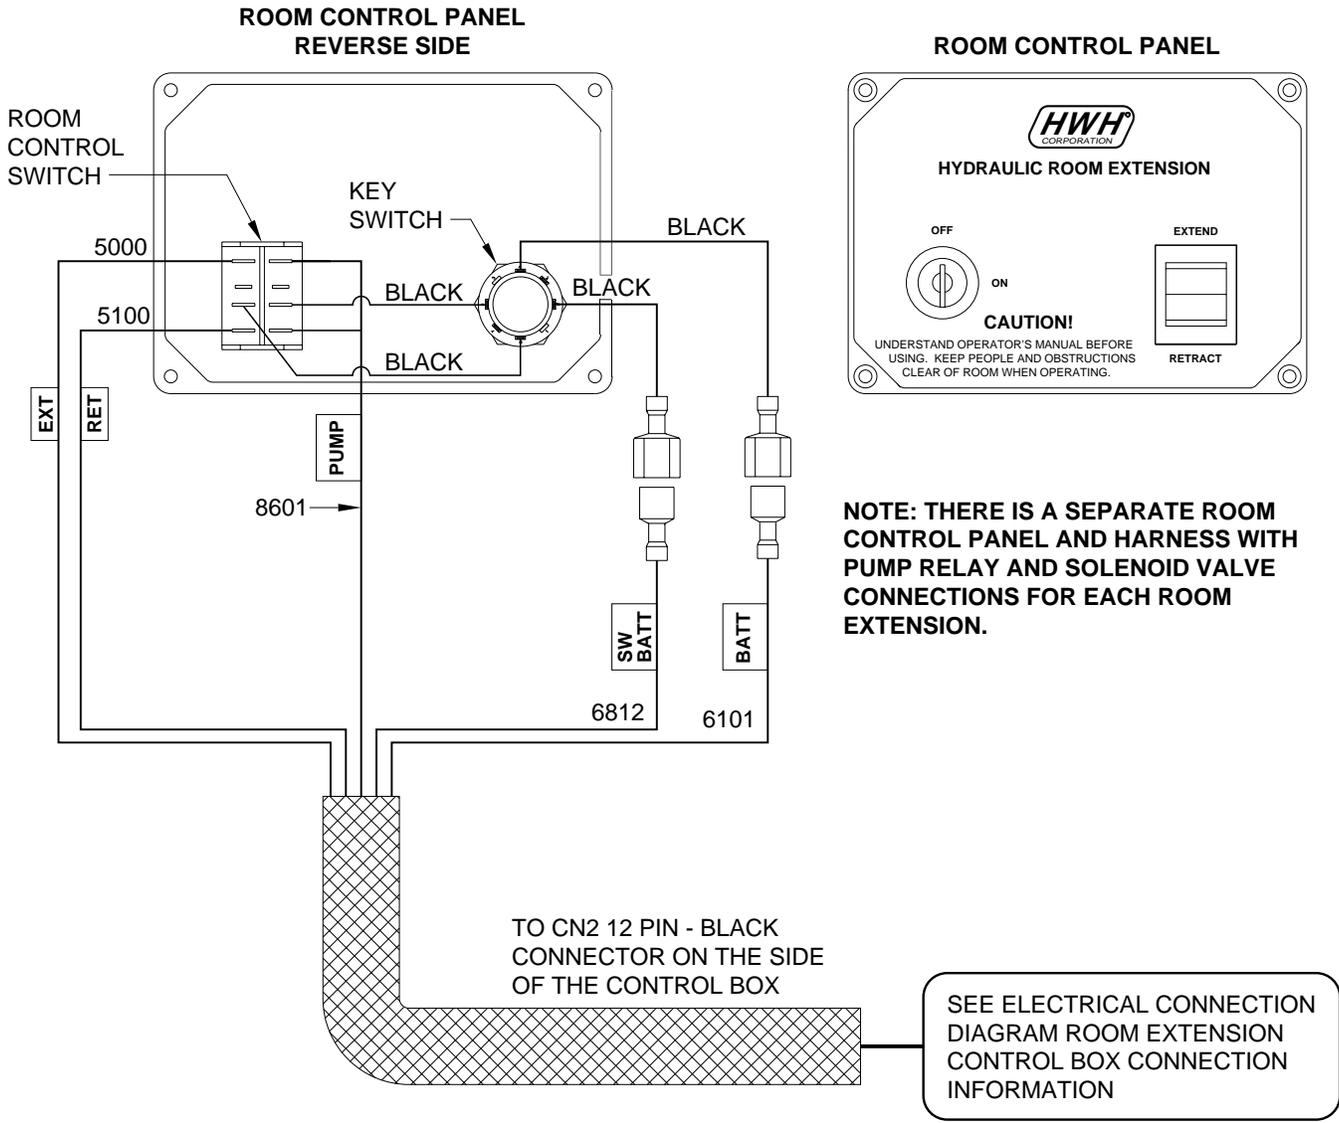 ROOM CONTROL PANEL
REVERSE SIDE
ROOM CONTROL PANEL
ROOM
CONTROL
SWITCH
KEY
SWITCH
BLACK
5000
BLACK
BLACK
5100
BLACK
EXT
RET
PUMP
8601
SW
BATT
BATT
6812
6101
HWH
CORPORATION
HYDRAULIC ROOM EXTENSION
OFF
ON
EXTEND
RETRACT
CAUTION!
UNDERSTAND OPERATOR'S MANUAL BEFORE
USING. KEEP PEOPLE AND OBSTRUCTIONS
CLEAR OF ROOM WHEN OPERATING.
NOTE: THERE IS A SEPARATE ROOM
CONTROL PANEL AND HARNESS WITH
PUMP RELAY AND SOLENOID VALVE
CONNECTIONS FOR EACH ROOM
EXTENSION.
TO CN2 12 PIN - BLACK
CONNECTOR ON THE SIDE
OF THE CONTROL BOX
SEE ELECTRICAL CONNECTION
DIAGRAM ROOM EXTENSION
CONTROL BOX CONNECTION
INFORMATION